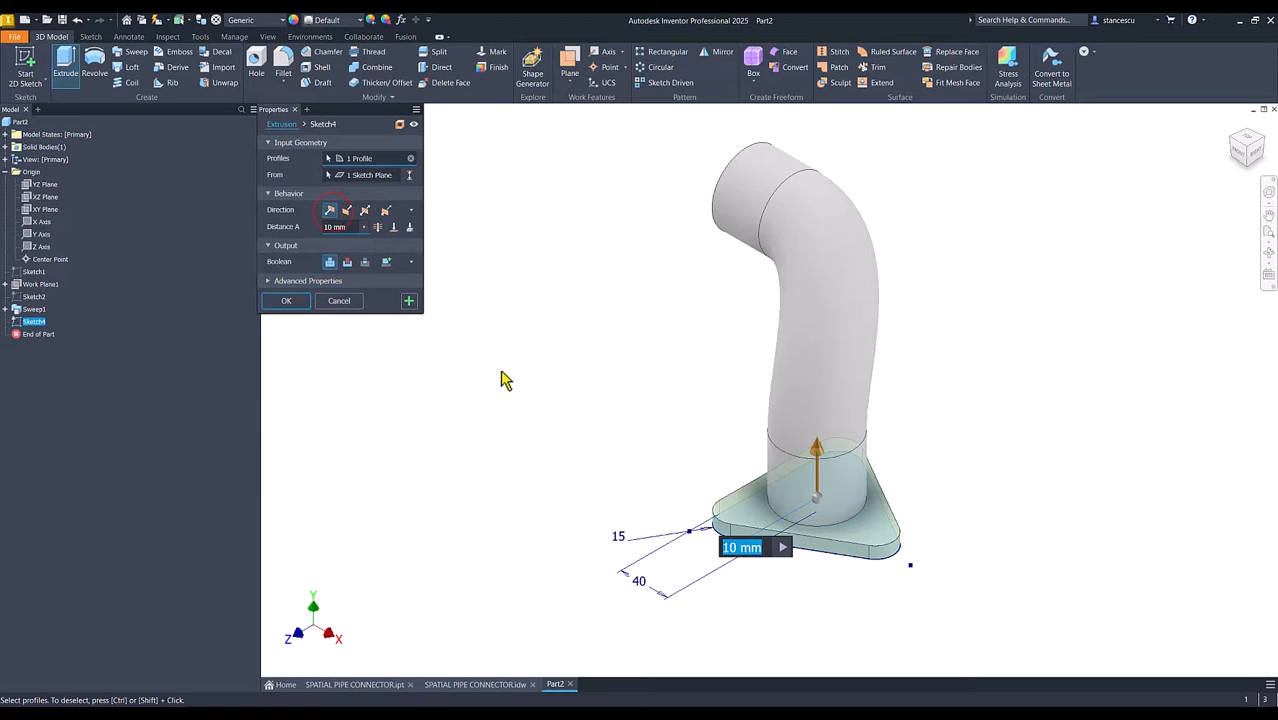 Generic
Default
fx
Autodesk Inventor Professional 2025 Part2
Search Help & Commands...
stancescu
File
3D Model
Sketch
Annotate
Inspect
Tools
Manage
View
Environments
Collaborate
Fusion
Start
2D Sketch
Extrude
Revolve
Sweep
Loft
Coil
Emboss
Derive
Rib
Decal
Import
Unwrap
Hole
Fillet
Chamfer
Shell
Draft
Thread
Combine
Thicken/ Offset
Split
Direct
Delete Face
Mark
Finish
Shape
Generator
Plane
Axis
Point
UCS
Rectangular
Circular
Sketch Driven
Mirror
Box
Face
Convert
Stitch
Patch
Sculpt
Ruled Surface
Trim
Extend
Replace Face
Repair Bodies
Fit Mesh Face
Stress
Analysis
Convert to
Sheet Metal
Sketch
Create
Modify
Explore
Work Features
Pattern
Create Freeform
Surface
Simulation
Convert
Model
Part2
Model States: [Primary]
Solid Bodies(1)
View: [Primary]
Origin
YZ Plane
XZ Plane
XY Plane
X Axis
Y Axis
Z Axis
Center Point
Sketch1
Work Plane1
Sketch2
Sweep1
Sketch4
End of Part
Properties
Extrusion > Sketch4
Input Geometry
Profiles 1 Profile
From 1 Sketch Plane
Behavior
Direction
Distance A 10 mm
Output
Boolean
Advanced Properties
OK
Cancel
TOP
FRONT
RIGHT
15
10 mm
40
Y
Z
X
Home
SPATIAL PIPE CONNECTOR.ipt
SPATIAL PIPE CONNECTOR.idw
Part2
Select profiles. To deselect, press [Ctrl] or [Shift] + Click.
1
3